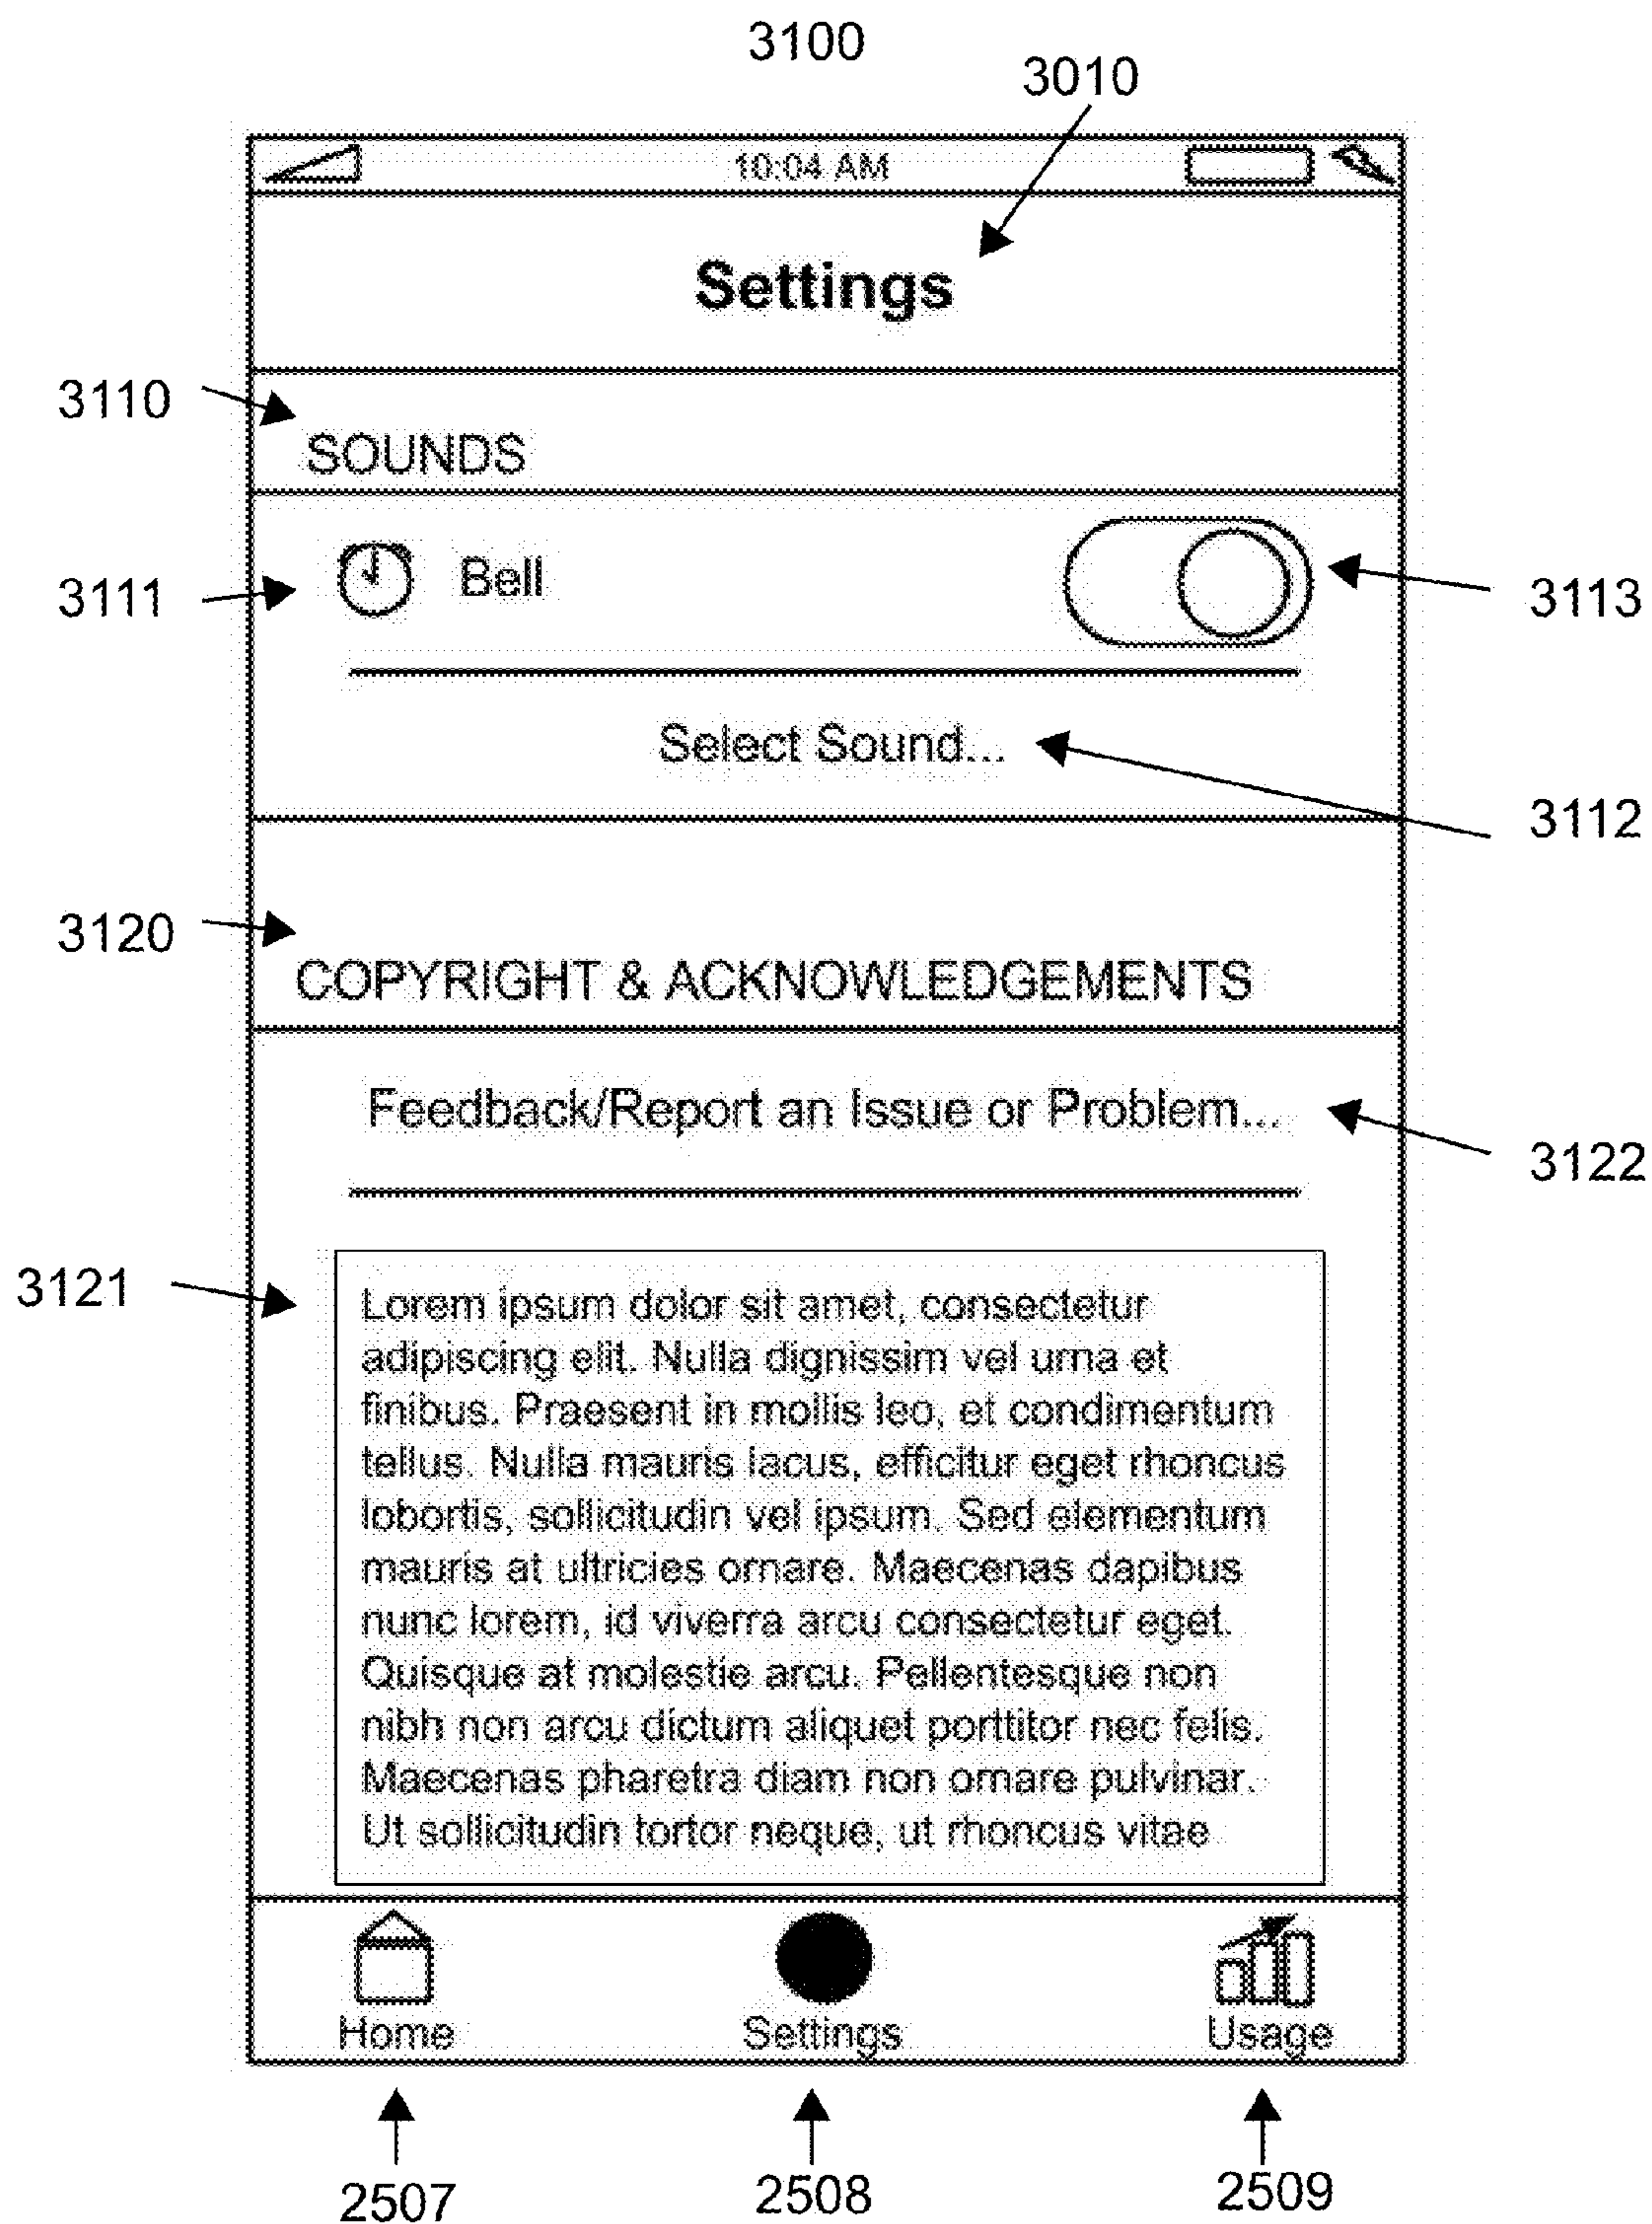 3100
3010
10:04 AM
Settings
3110
SOUNDS
3111
Bell
3113
Select Sound...
3112
3120
COPYRIGHT & ACKNOWLEDGEMENTS
Feedback/Report an Issue or Problem...
3122
3121
Lorem ipsum dolor sit amet, consectetur
adipiscing elit. Nulla dignissim vel urna et
finibus. Praesent in mollis leo, et condimentum
tellus. Nulla mauris lacus, efficitur eget rhoncus
lobortis, sollicitudin vel ipsum. Sed elementum
mauris at ultricies ornare. Maecenas dapibus
nunc lorem, id viverra arcu consectetur eget.
Quisque at molestie arcu. Pellentesque non
nibh non arcu dictum aliquet porttitor nec felis.
Maecenas pharetra diam non ornare pulvinar.
Ut sollicitudin tortor neque, ut rhoncus vitae
Home
Settings
Usage
2507
2508
2509